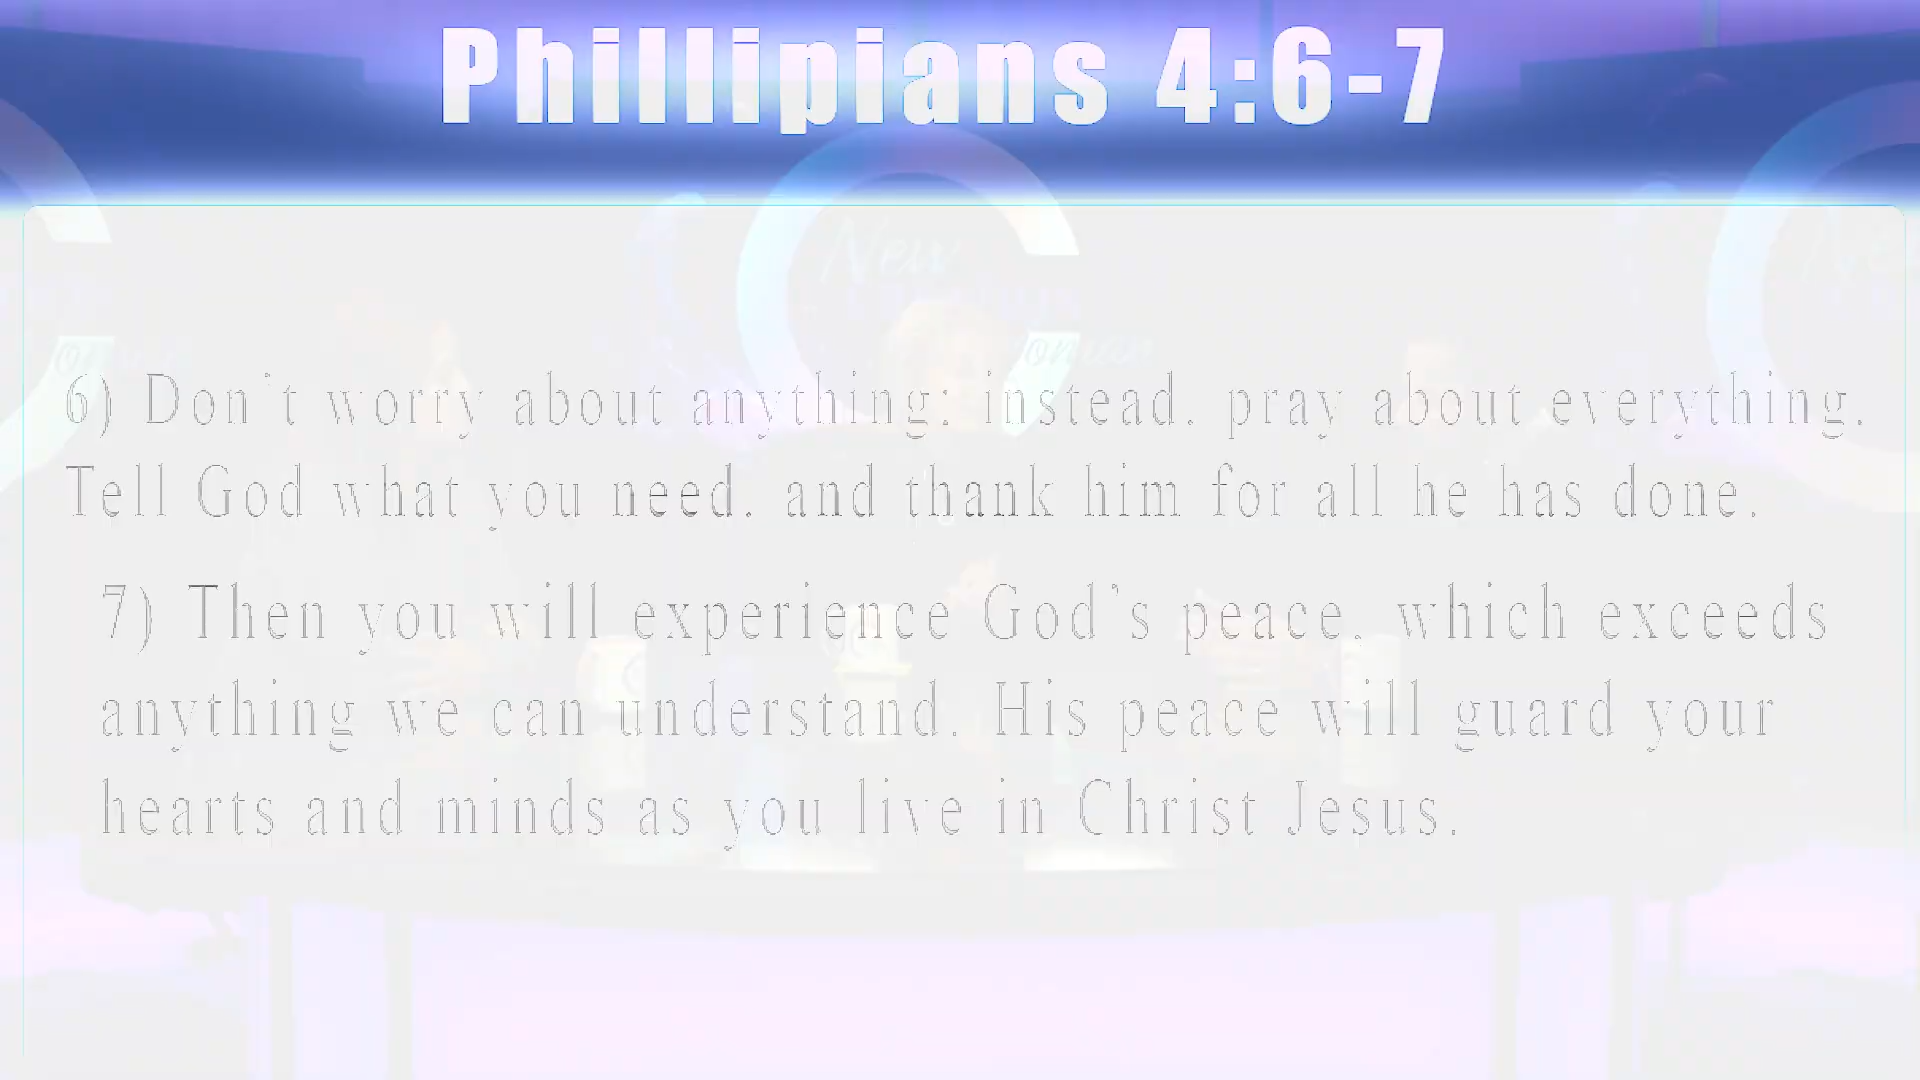 Phillipians 4:6-7
New
6) Don't worry about anything; instead, pray about everything.
Tell God what you need, and thank him for all he has done.
7) Then you will experience God's peace, which exceeds
anything we can understand. His peace will guard your
hearts and minds as you live in Christ Jesus.